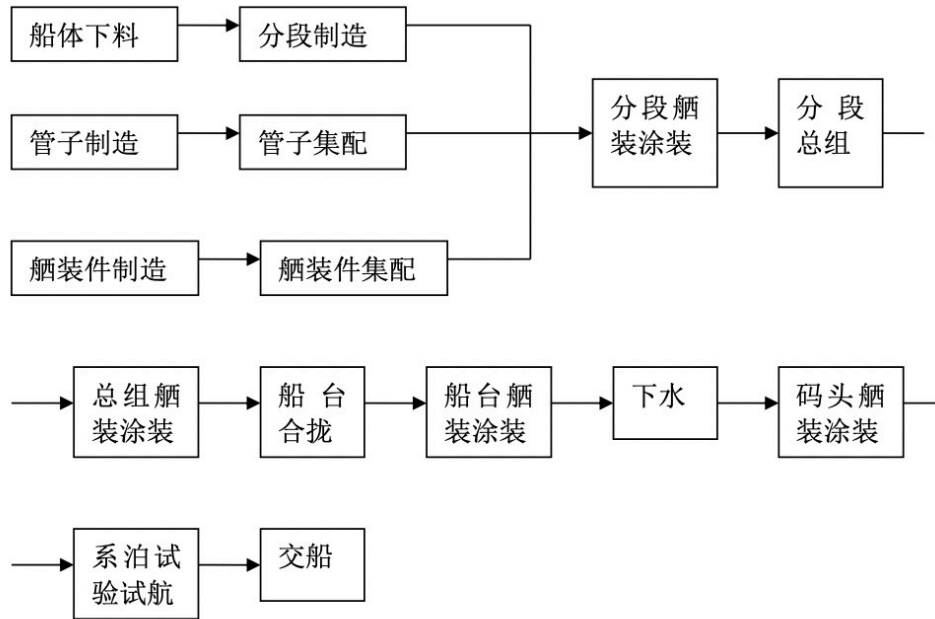 船体下料
分段制造
管子制造
管子集配
分段舾
装涂装
分 段
总组
舾装件制造
舾装件集配
总组舾
装涂装
船 台
合拢
船台舾
装涂装
下水
码头舾
装涂装
系泊试
验试航
交船